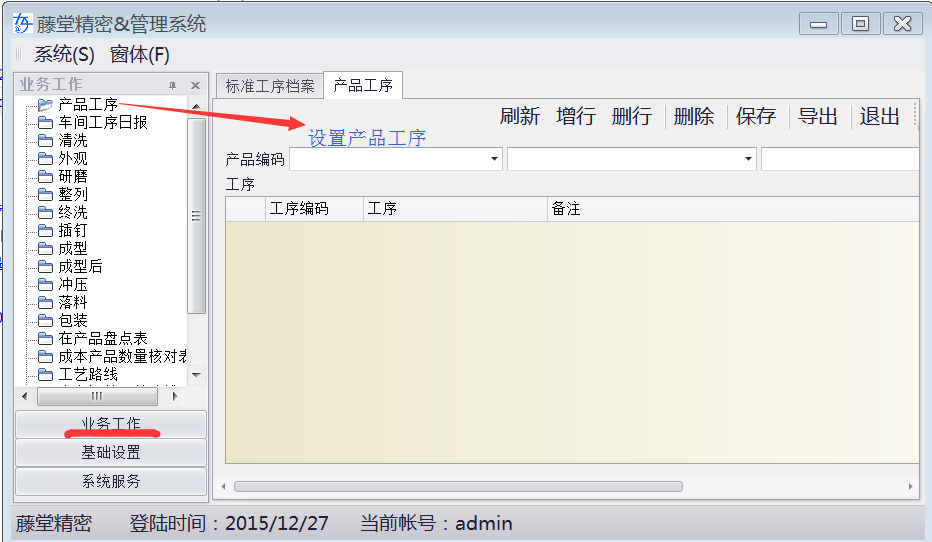 藤堂精密&管理系统
系统(S) 窗体(F)
业务工作
产品工序
车间工序日报
清洗
外观
研磨
整列
终洗
插钉
成型
成型后
冲压
落料
包装
在产品盘点表
成本产品数量核对表
工艺路线
业务工作
基础设置
系统服务
标准工序档案 产品工序
刷新 增行 删行 删除 保存 导出 退出
设置产品工序
产品编码
工序
工序编码 工序 备注
藤堂精密 登陆时间：2015/12/27 当前帐号：admin